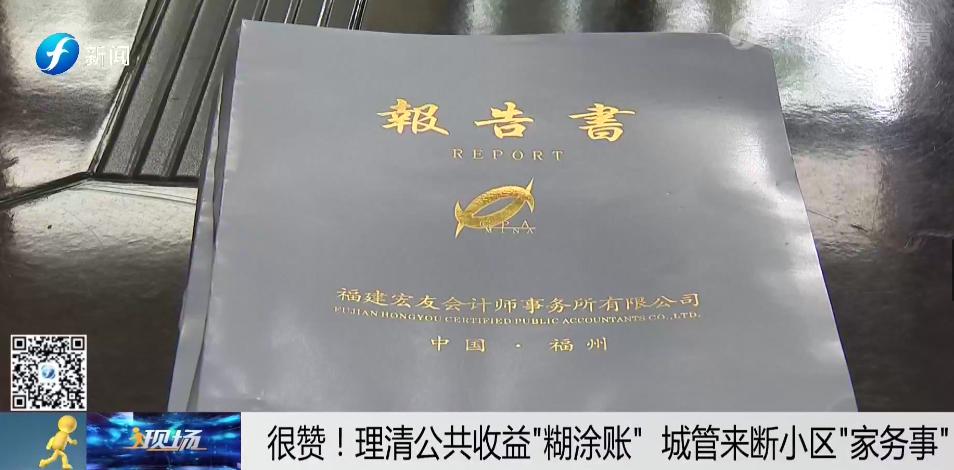 新闻
報告書
REPORT
CPA
福建宏友会计师事务所有限公司
FUJIAN HONGYOU CERTIFIED PUBLIC ACCOUNTANTS CO.,LTD.
中国·福州
现场
很赞！理清公共收益"糊涂账" 城管来断小区"家务事"